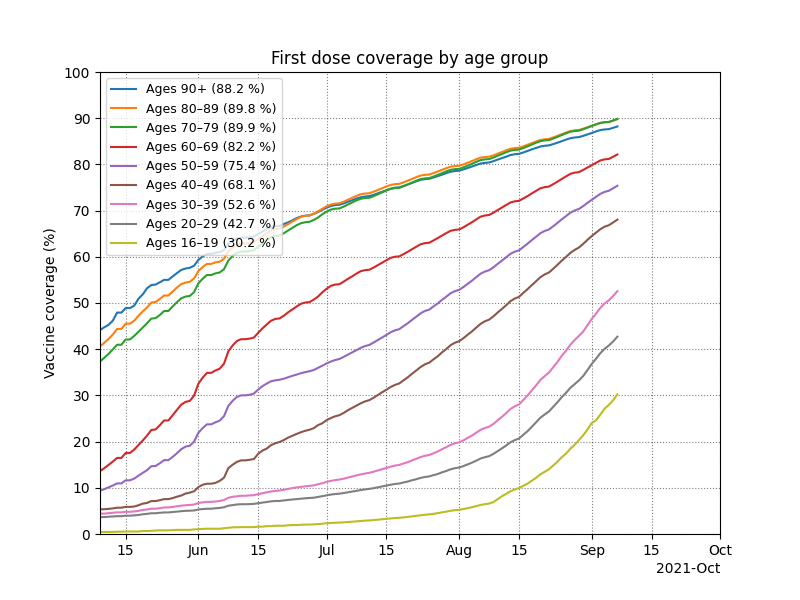 First dose coverage by age group
Vaccine coverage (%)
100
90
80
70
60
50
40
30
20
10
0
Ages 90+ (88.2 %)
Ages 80–89 (89.8 %)
Ages 70–79 (89.9 %)
Ages 60–69 (82.2 %)
Ages 50–59 (75.4 %)
Ages 40–49 (68.1 %)
Ages 30–39 (52.6 %)
Ages 20–29 (42.7 %)
Ages 16–19 (30.2 %)
15 Jun 15 Jul 15 Aug 15 Sep 15 Oct
2021-Oct